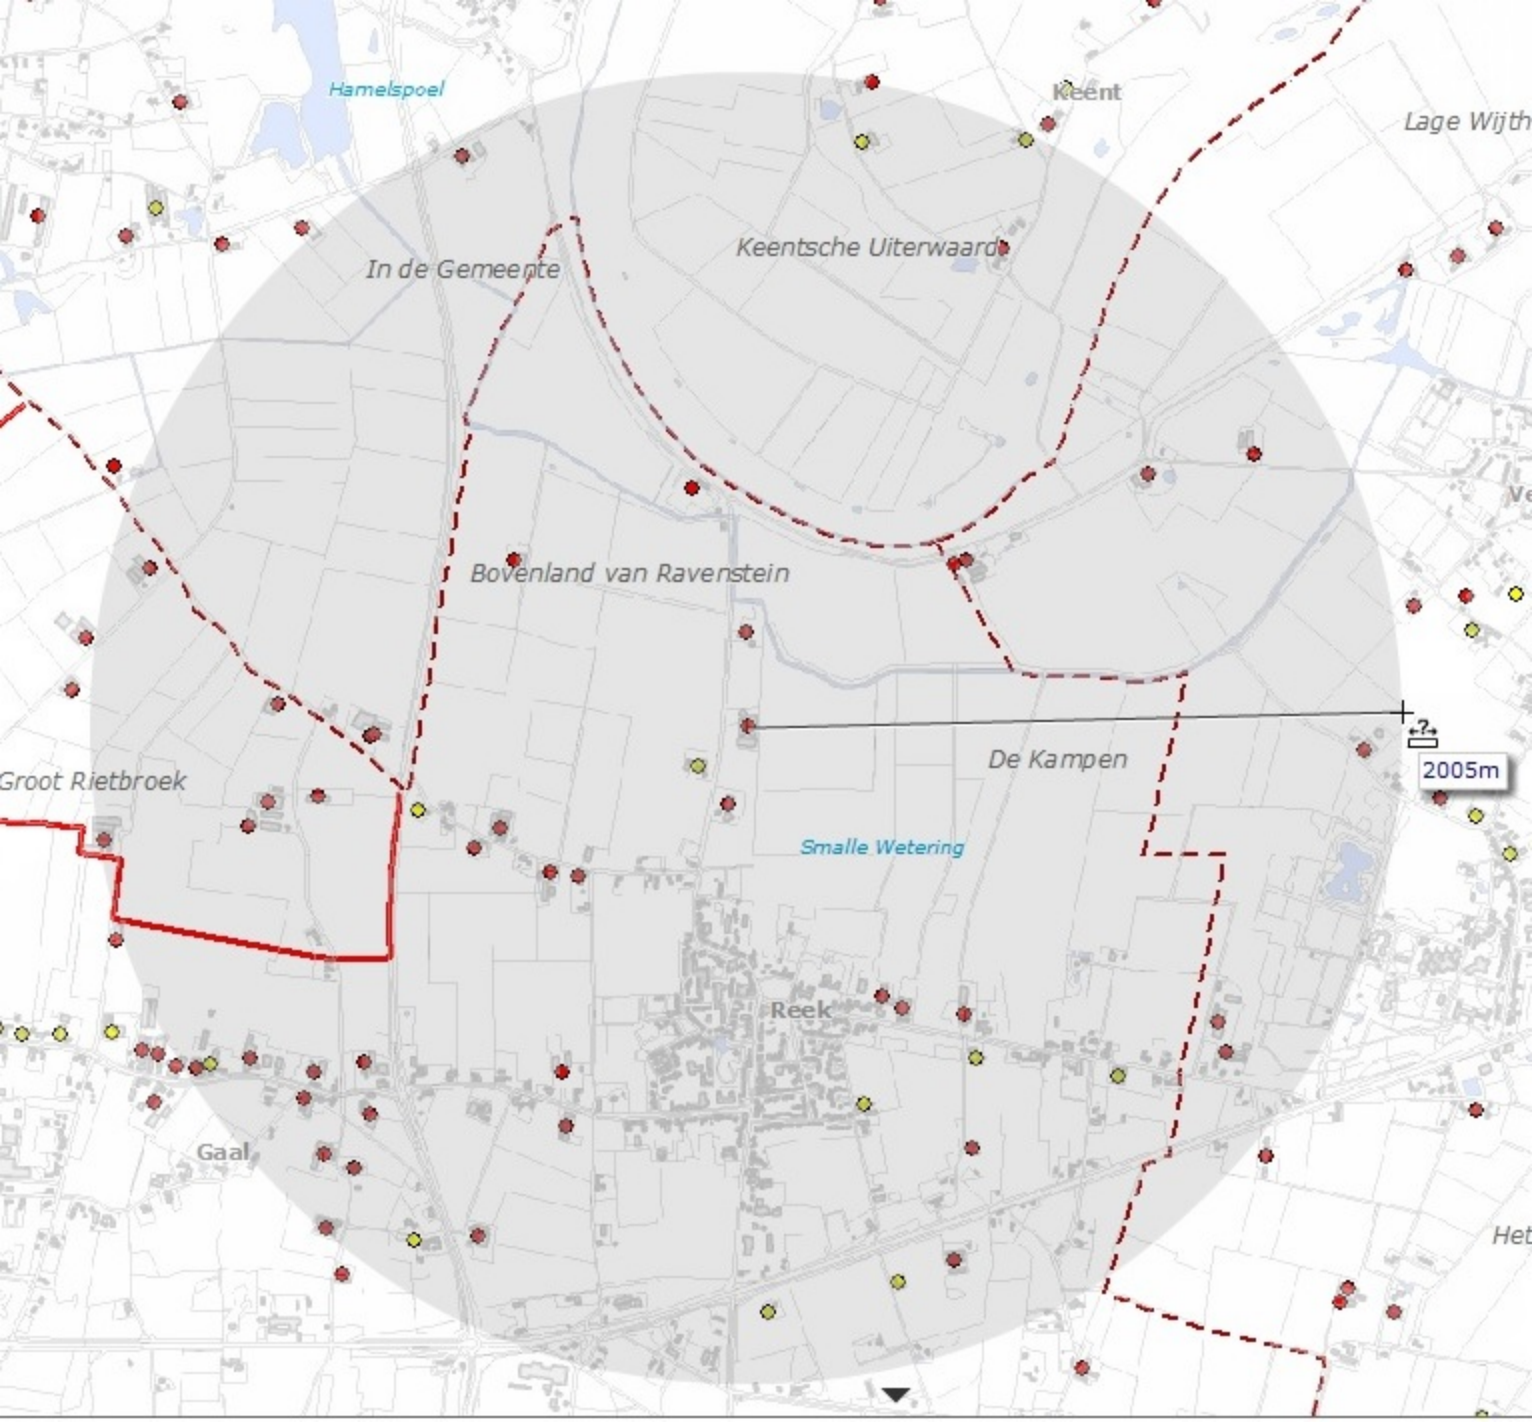 Hamelspoel
Keent
Lage Wijth
Keentsche Uiterwaard
In de Gemeente
Ve
Bovenland van Ravenstein
De Kampen
?
2005m
Groot Rietbroek
Smalle Wetering
Reek
Gaal
Het